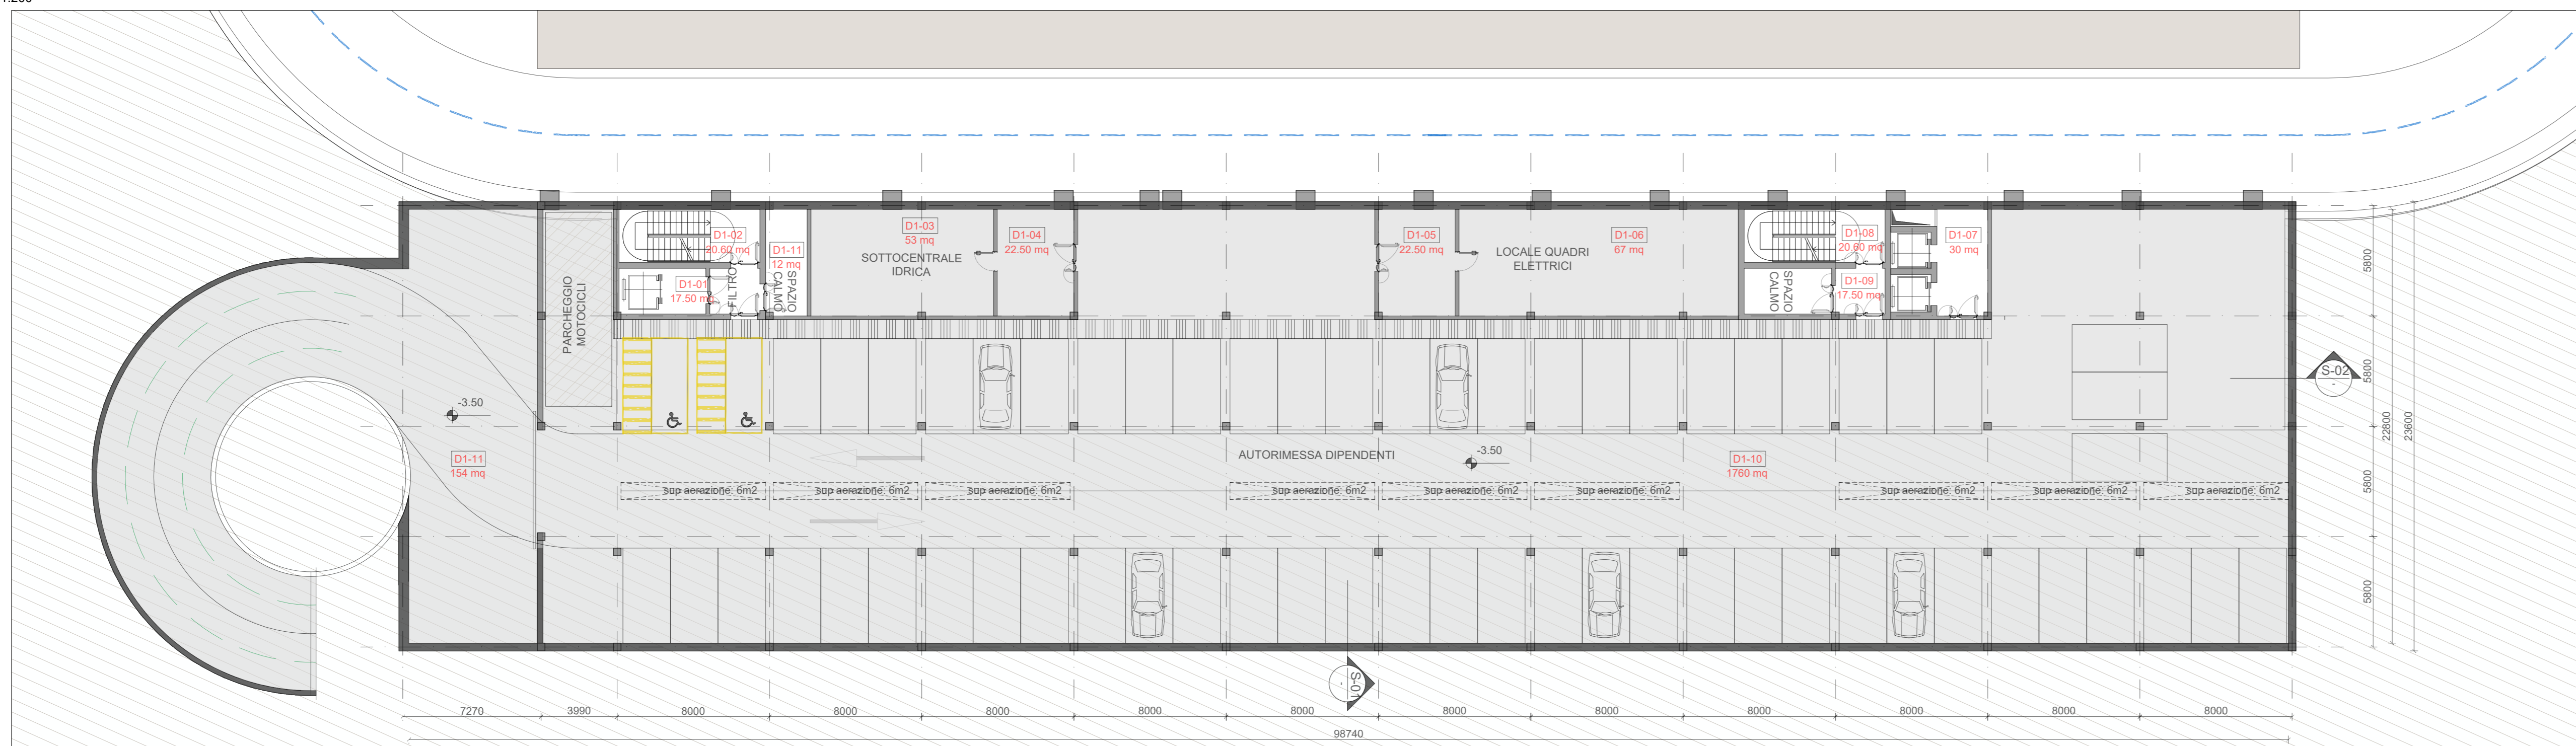 D1-02
20.60 mq
D1-11
12 mq
SPAZIO
CALMO
D1-03
53 mq
SOTTOCENTRALE
IDRICA
D1-04
22.50 mq
D1-05
22.50 mq
LOCALE QUADRI
ELETTRICI
D1-06
67 mq
D1-08
20.60 mq
D1-07
30 mq
D1-01
17.50 mq
FILTRO
SPAZIO
CALMO
D1-09
17.50 mq
PARCHEGGIO
MOTOCICLI
-3.50
D1-11
154 mq
AUTORIMESSA DIPENDENTI
-3.50
D1-10
1760 mq
sup aerazione: 6m2
sup aerazione: 6m2
sup aerazione: 6m2
sup aerazione: 6m2
sup aerazione: 6m2
sup aerazione: 6m2
sup aerazione: 6m2
sup aerazione: 6m2
sup aerazione: 6m2
S-02
-
5800
5800
5800
5800
22800
23600
S-01
-
7270
3990
8000
8000
8000
8000
8000
8000
8000
8000
8000
8000
8000
98740